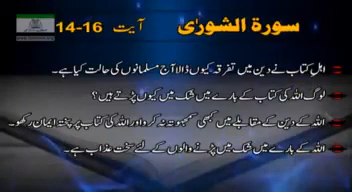 سورۃ الشورٰی آیت 16-14
اہلِ کتاب نے دین میں تفرقہ کیوں ڈالا آج مسلمانوں کی حالت کیا ہے۔
لوگ اللہ کی کتاب کے بارے میں شک میں کیوں پڑتے ہیں؟
اللہ کے دین کے مقابلے میں کبھی سمجھوتہ نہ کرو اور اللہ کی کتاب پر پختہ ایمان رکھو۔
اللہ کے بارے میں شک میں پڑنے والوں کے لئے سخت عذاب ہے۔